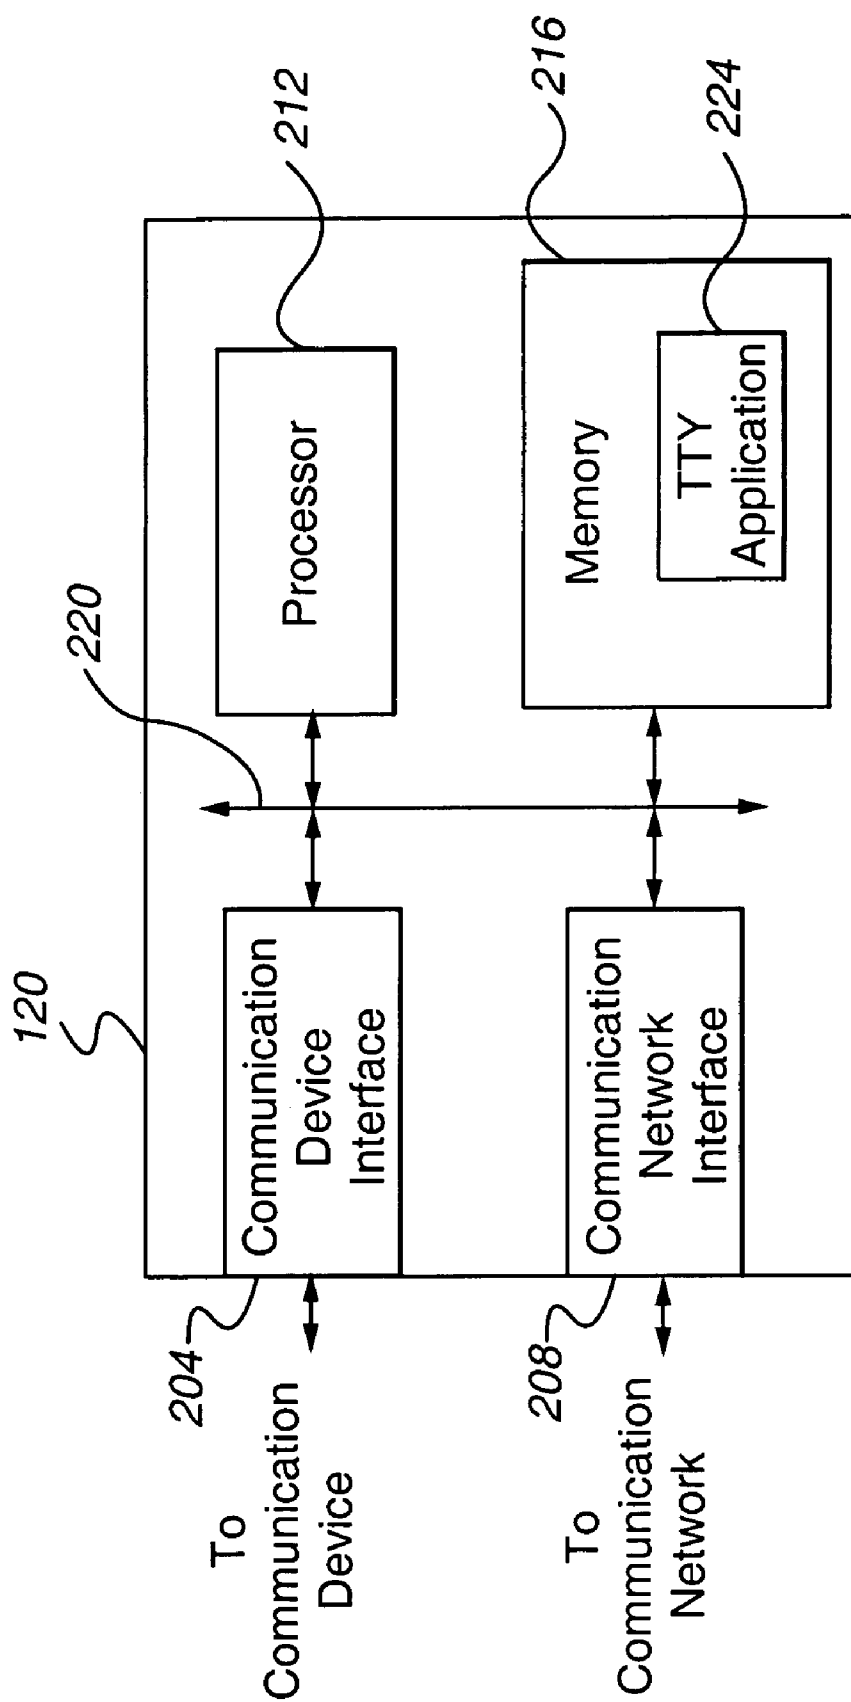 120
220
212
Processor
Communication
Device
Interface
204
To
Communication
Device
216
Memory
224
TTY
Application
Communication
Network
Interface
208
To
Communication
Network